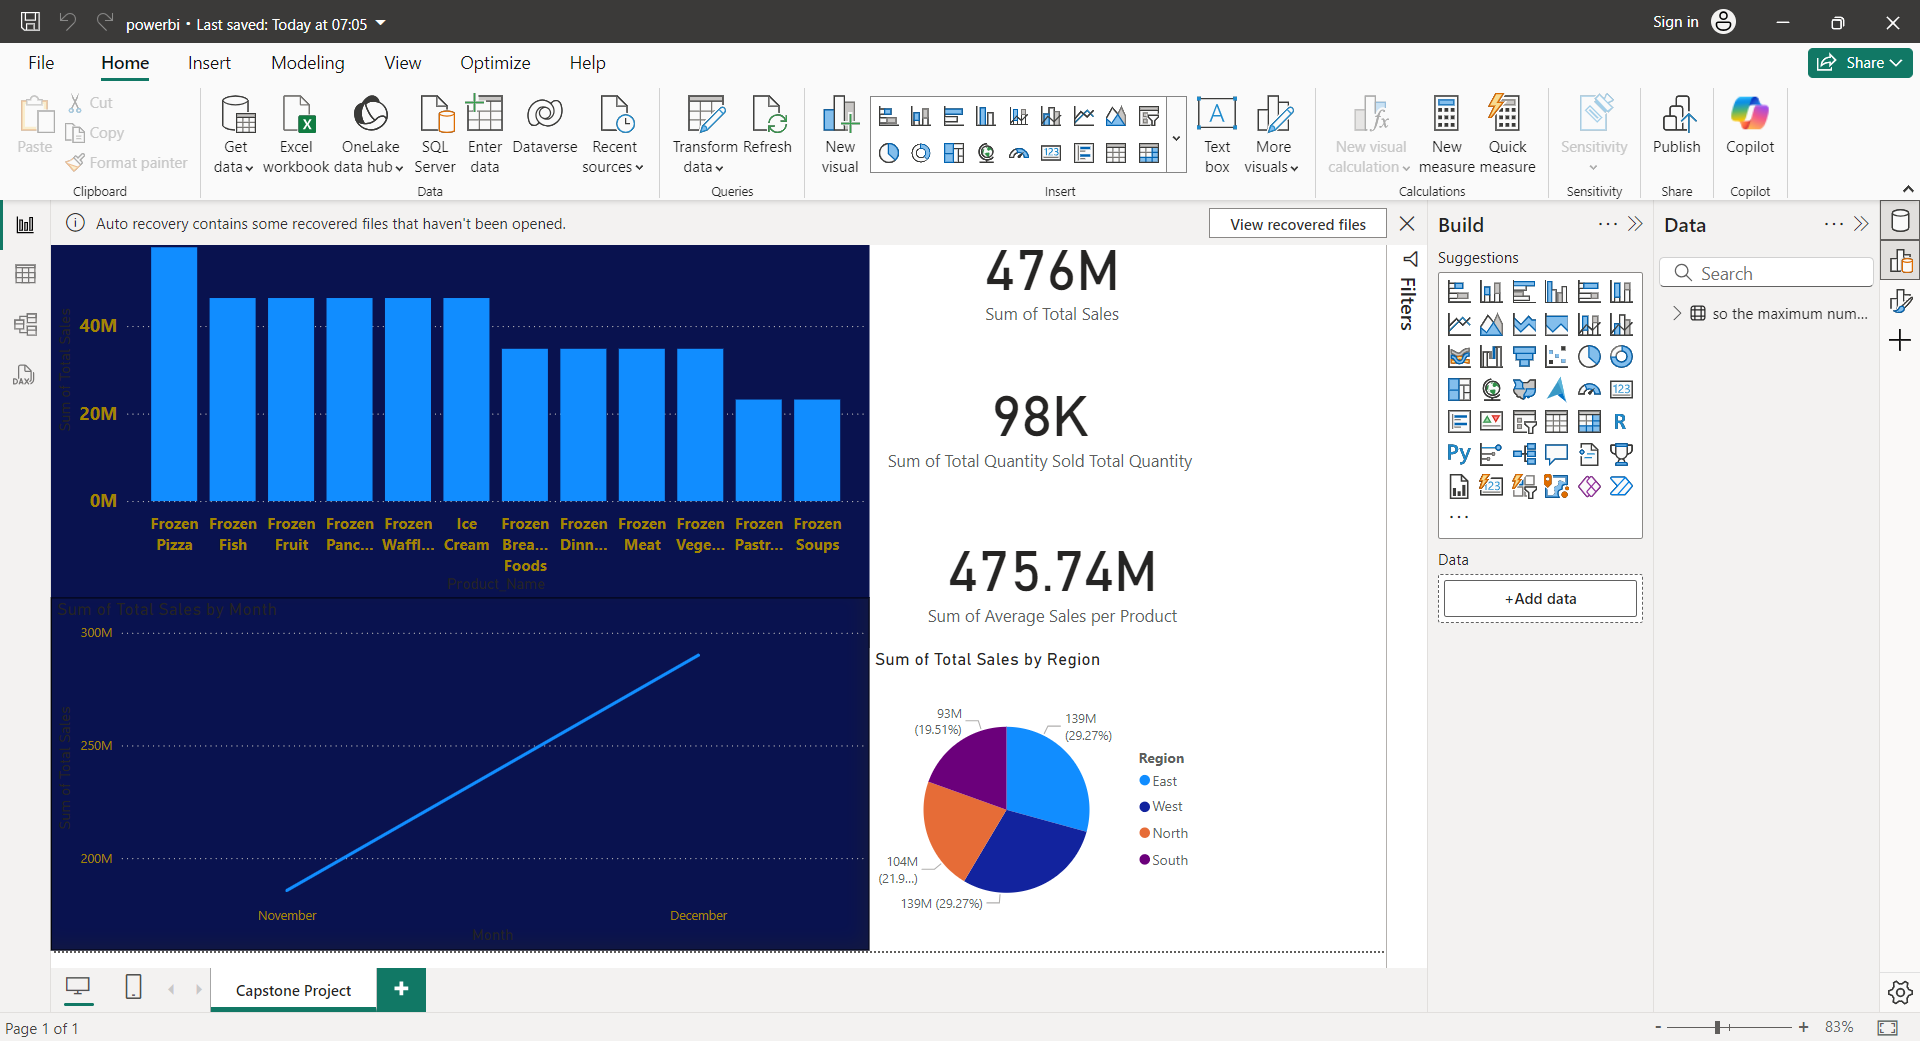 powerbi • Last saved: Today at 07:05
Sign in
File
Home
Insert
Modeling
View
Optimize
Help
Share
Paste
Cut
Copy
Format painter
Clipboard
Get data
Excel workbook
OneLake data hub
SQL Server
Enter data
Dataverse
Recent sources
Data
Transform data
Refresh
Queries
New visual
Insert
Text box
More visuals
New visual calculation
New measure
Quick measure
Calculations
Sensitivity
Sensitivity
Publish
Share
Copilot
Copilot
Auto recovery contains some recovered files that haven't been opened.
View recovered files
Sum of Total Sales
40M
20M
0M
Frozen Pizza
Frozen Fish
Frozen Fruit
Frozen Panc...
Frozen Waffl...
Ice Cream
Frozen Brea... Foods
Frozen Dinn...
Frozen Meat
Frozen Vege...
Frozen Pastr...
Frozen Soups
Product_Name
Sum of Total Sales by Month
Sum of Total Sales
300M
250M
200M
November
December
Month
476M
Sum of Total Sales
98K
Sum of Total Quantity Sold Total Quantity
475.74M
Sum of Average Sales per Product
Sum of Total Sales by Region
93M
(19.51%)
139M
(29.27%)
104M
(21.9...)
139M (29.27%)
Region
East
West
North
South
Filters
Build
Suggestions
123
R
Py
123
...
Data
+Add data
Data
Search
so the maximum num...
DAX
Capstone Project
Page 1 of 1
83%